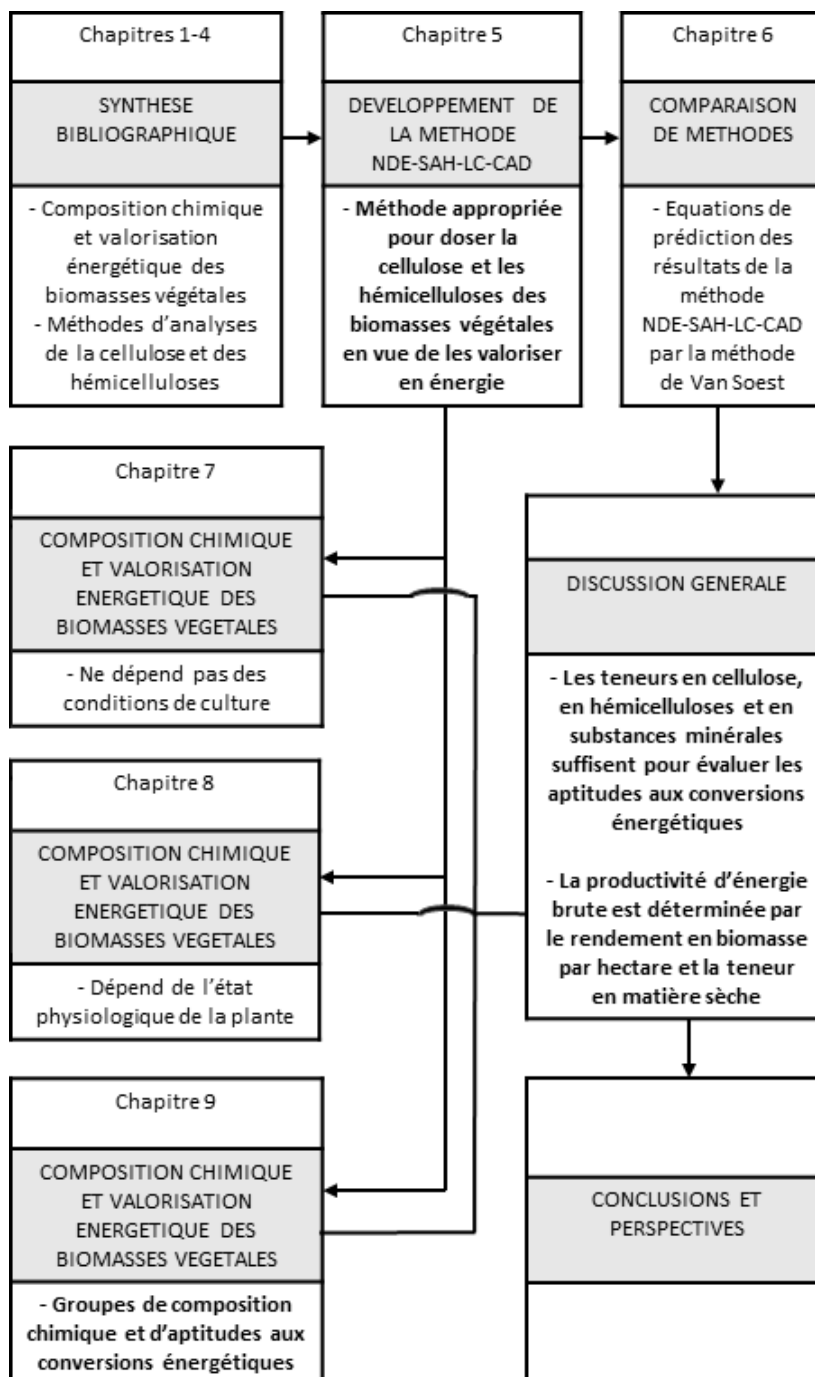 Chapitres 1-4
SYNTHESE
BIBLIOGRAPHIQUE
- Composition chimique
et valorisation
énergétique des
biomasses végétales
- Méthodes d'analyses
de la cellulose et des
hémicelluloses
Chapitre 5
DEVELOPPEMENT DE
LA METHODE
NDE-SAH-LC-CAD
- Méthode appropriée
pour doser la
cellulose et les
hémicelluloses des
biomasses végétales
en vue de les valoriser
en énergie
Chapitre 6
COMPARAISON
DE METHODES
- Equations de
prédiction des
résultats de la
méthode
NDE-SAH-LC-CAD
par la méthode
de Van Soest
Chapitre 7
COMPOSITION CHIMIQUE
ET VALORISATION
ENERGETIQUE DES
BIOMASSES VEGETALES
- Ne dépend pas des
conditions de culture
Chapitre 8
COMPOSITION CHIMIQUE
ET VALORISATION
ENERGETIQUE DES
BIOMASSES VEGETALES
- Dépend de l'état
physiologique de la plante
Chapitre 9
COMPOSITION CHIMIQUE
ET VALORISATION
ENERGETIQUE DES
BIOMASSES VEGETALES
- Groupes de composition
chimique et d'aptitudes aux
conversions énergétiques
DISCUSSION GENERALE
- Les teneurs en cellulose,
en hémicelluloses et en
substances minérales
suffisent pour évaluer les
aptitudes aux conversions
énergétiques
- La productivité d'énergie
brute est déterminée par
le rendement en biomasse
par hectare et la teneur
en matière sèche
CONCLUSIONS ET
PERSPECTIVES